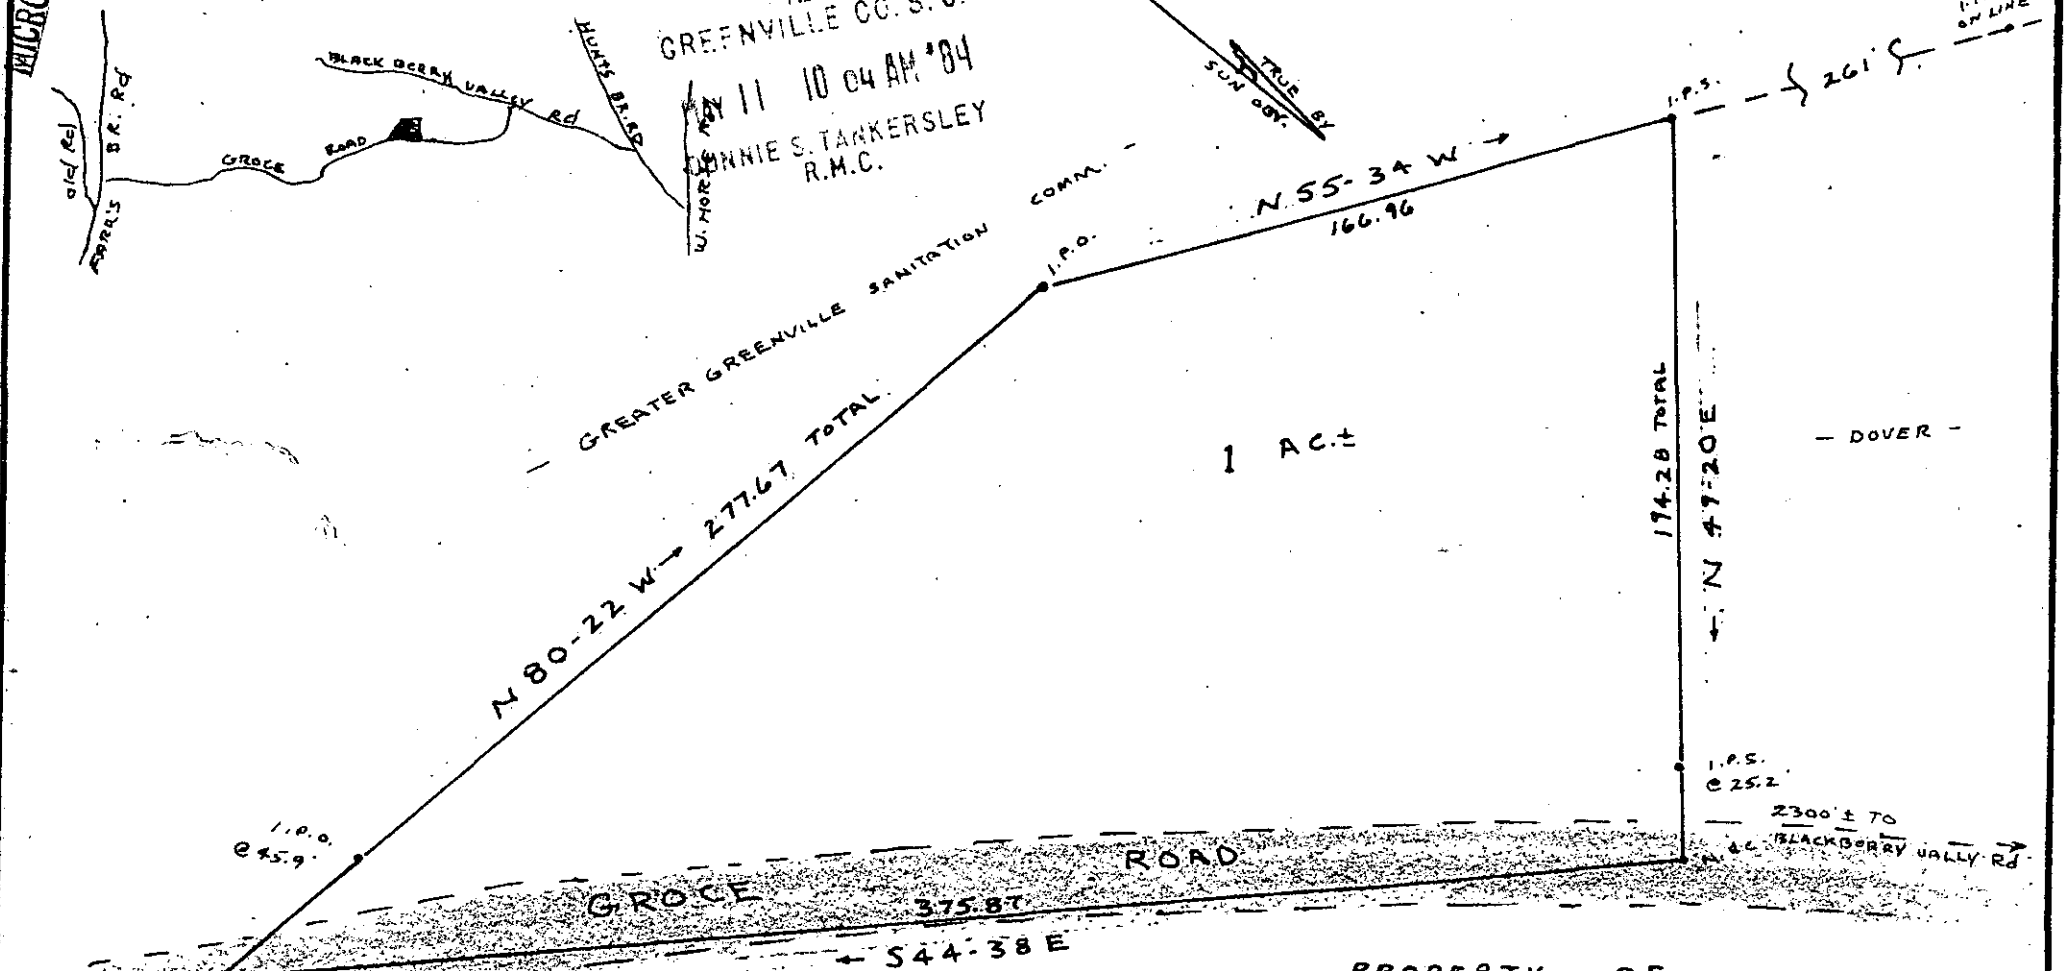 MICRO
old Rd
FARR'S BR. Rd
BLACK BERRY VALLEY Rd
GROCE ROAD
HUNTS BR. RD
GREENVILLE CO. S. C.
10 04 AM '84
DONNIE S. TANKERSLEY
R.M.C.
TRUE BY
SUN OBV.
ON LINE
261'
I.P.S.
N 55-34 W →
166.96
I.P.O.
— GREATER GREENVILLE SANITATION COMM. —
N 80-22 W → 277.67 TOTAL
1 AC.±
194.28 TOTAL
← N 49-20 E
— DOVER —
I.P.S.
@ 25.2
I.P.O.
@ 45.9
2300' ± TO
BLACKBERRY VALLY Rd
GROCE ROAD
375.87
← S 44-38 E
PROPERTY OF